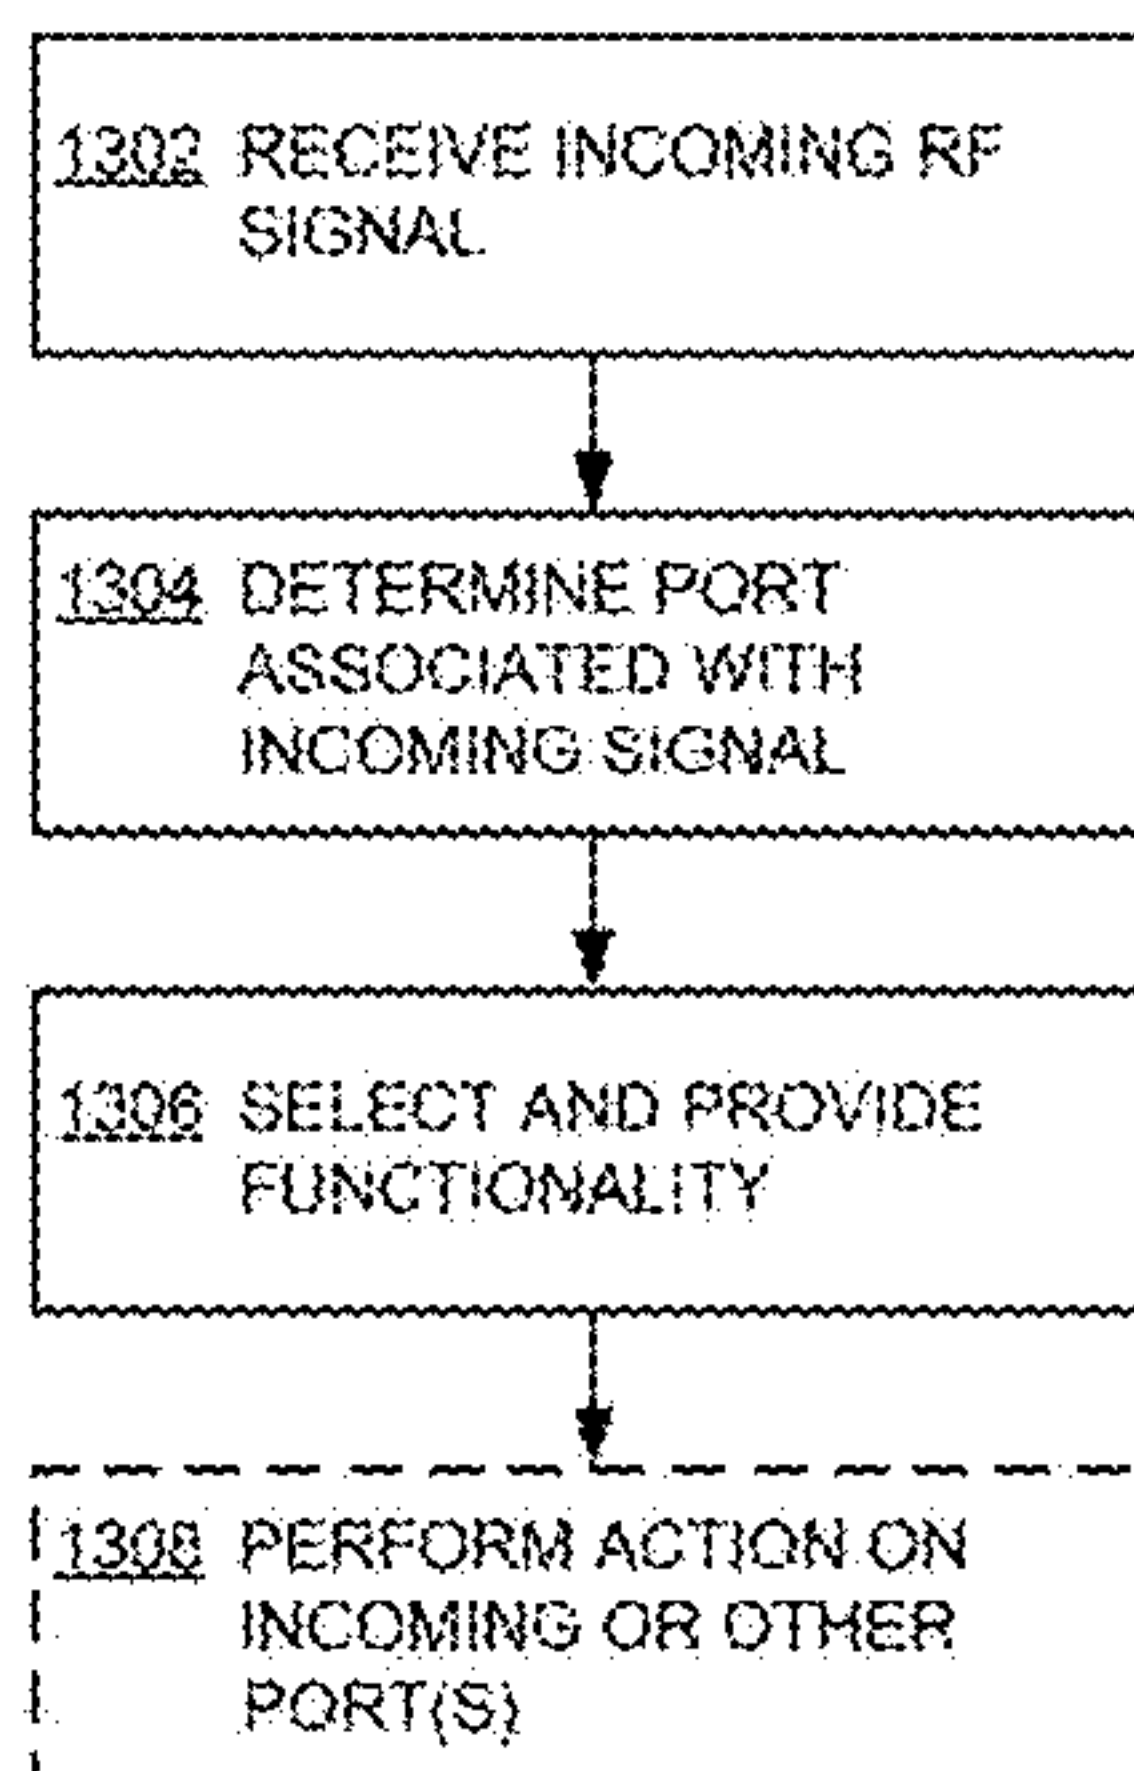 1302 RECEIVE INCOMING RF
SIGNAL
1304 DETERMINE PORT
ASSOCIATED WITH
INCOMING SIGNAL
1306 SELECT AND PROVIDE
FUNCTIONALITY
1308 PERFORM ACTION ON
INCOMING OR OTHER
PORT(S)